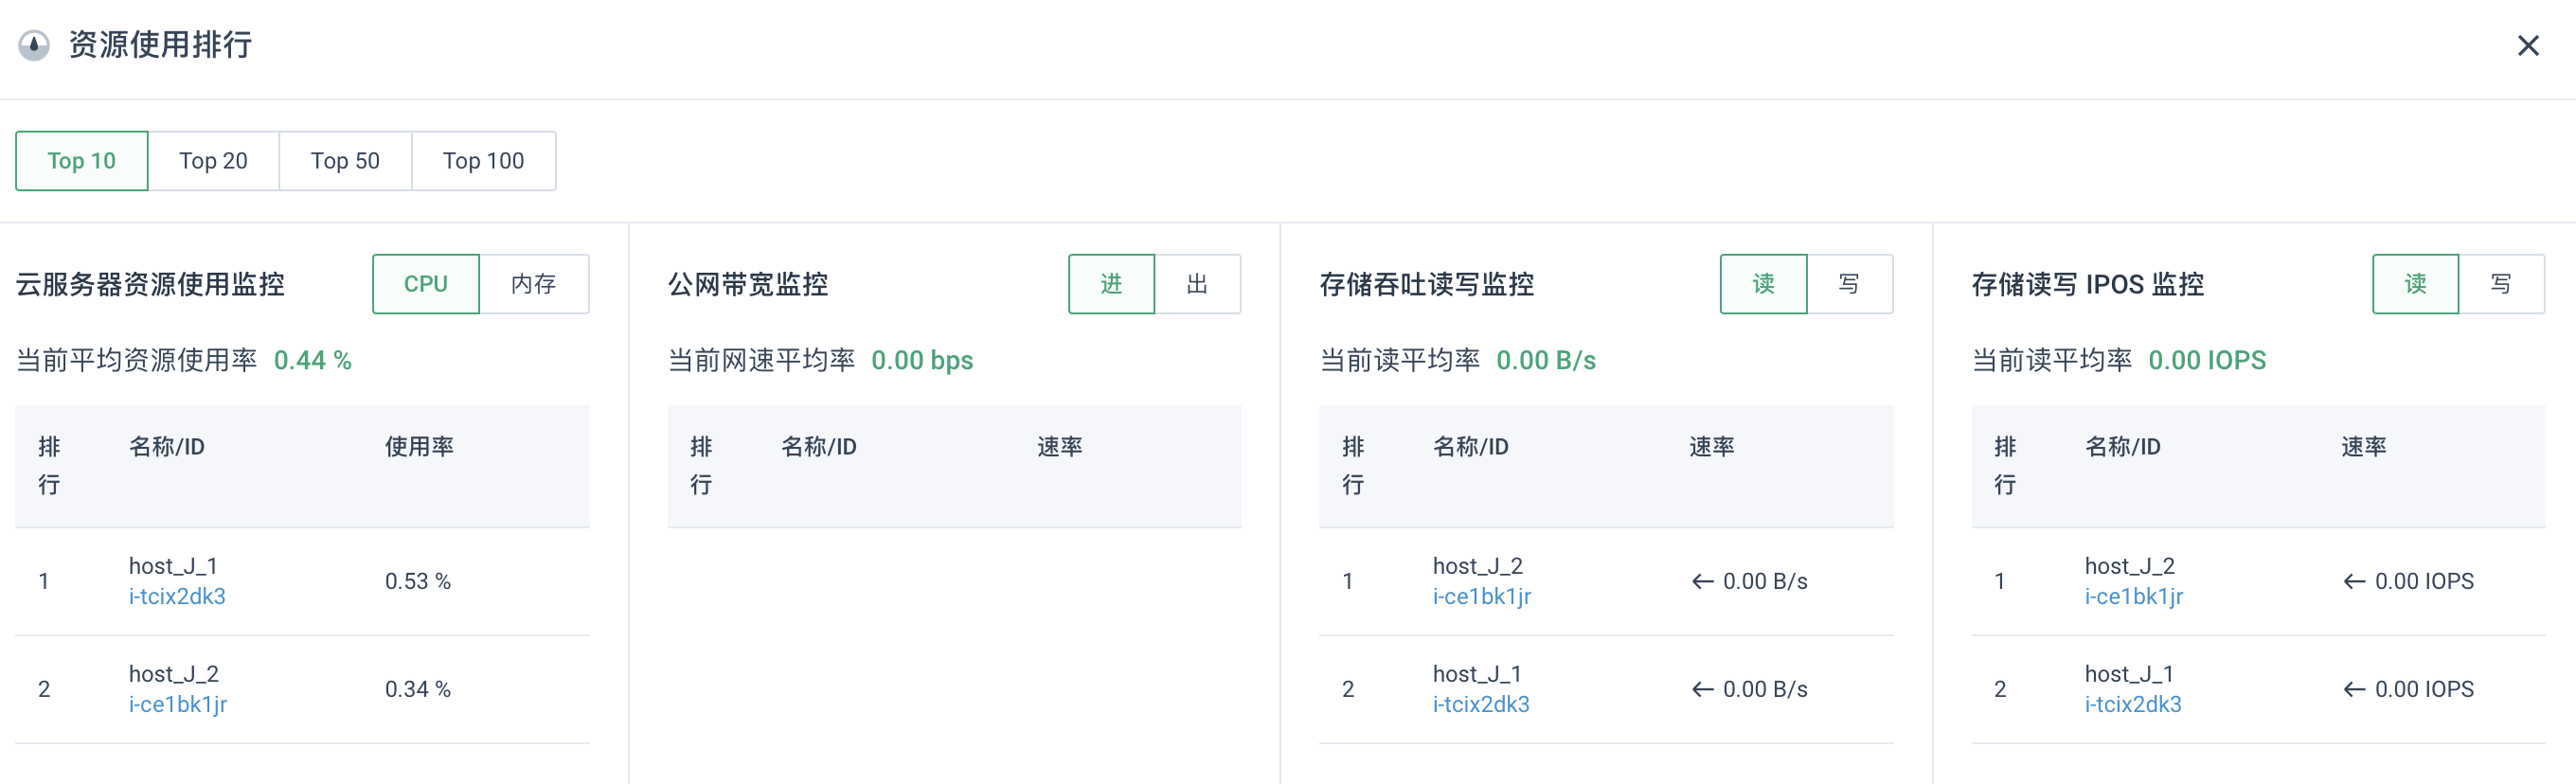 资源使用排行
Top 10 Top 20 Top 50 Top 100
云服务器资源使用监控 CPU 内存
当前平均资源使用率 0.44 %
排行 名称/ID 使用率
1 host_J_1 0.53 %
i-tcix2dk3
2 host_J_2 0.34 %
i-ce1bk1jr
公网带宽监控 进 出
当前网速平均率 0.00 bps
排行 名称/ID 速率
存储吞吐读写监控 读 写
当前读平均率 0.00 B/s
排行 名称/ID 速率
1 host_J_2 ← 0.00 B/s
i-ce1bk1jr
2 host_J_1 ← 0.00 B/s
i-tcix2dk3
存储读写 IPOS 监控 读 写
当前读平均率 0.00 IOPS
排行 名称/ID 速率
1 host_J_2 ← 0.00 IOPS
i-ce1bk1jr
2 host_J_1 ← 0.00 IOPS
i-tcix2dk3